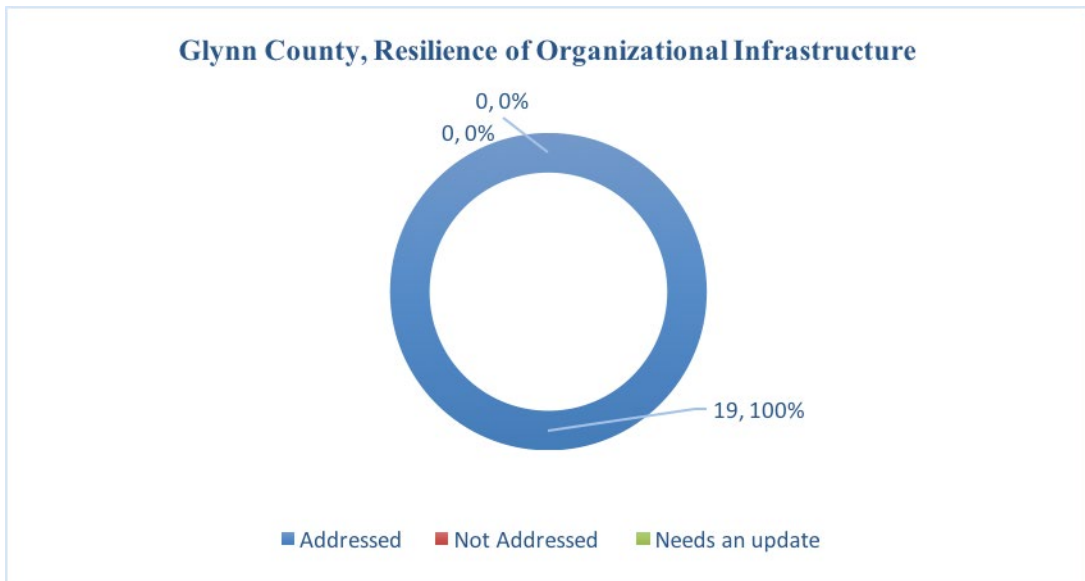 Glynn County, Resilience of Organizational Infrastructure
0, 0%
0, 0%
19, 100%
Addressed Not Addressed Needs an update